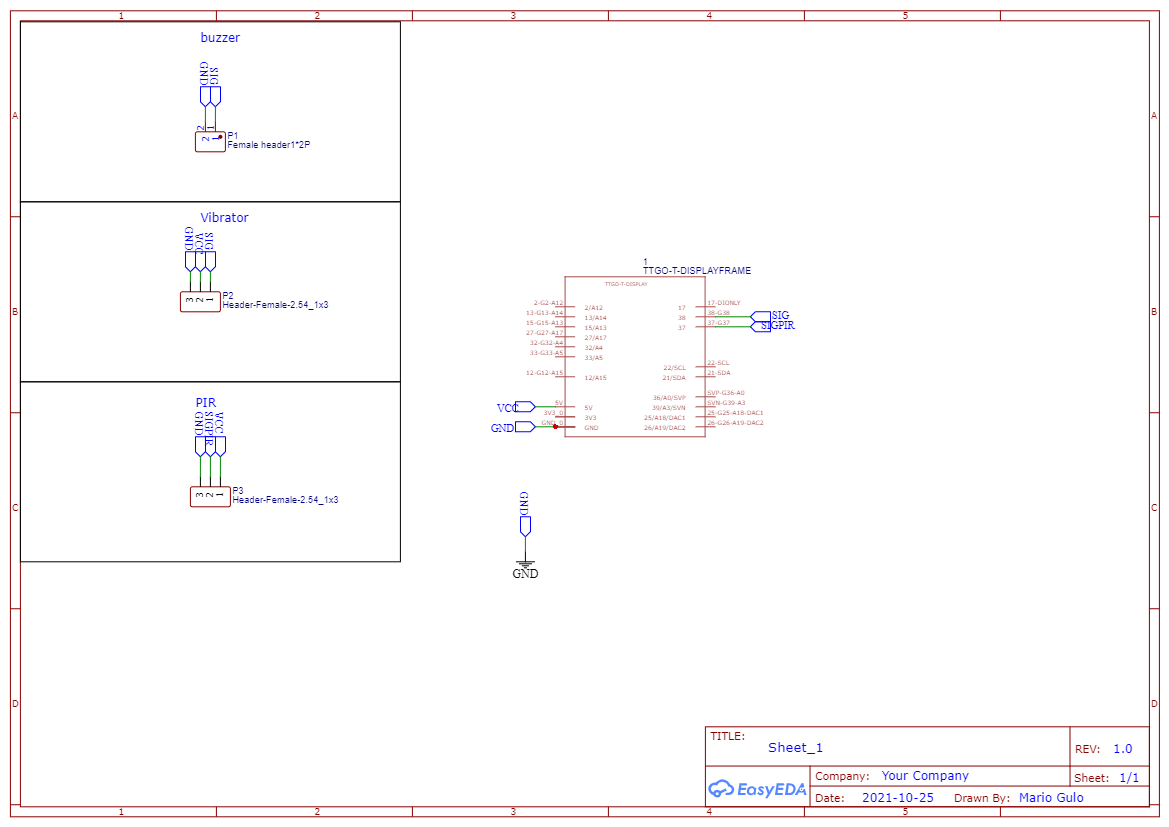 1 2 3 4 5
A A
B B
C C
D D
buzzer
GND SIG
2 1
2 1
P1
Female header1*2P
Vibrator
GND VCC SIG
3 2 1
P2
Header-Female-2.54_1x3
PIR
GND SIGPIR VCC
3 2 1
P3
Header-Female-2.54_1x3
1
TTGO-T-DISPLAYFRAME
TTGO-T-DISPLAY
2-G2-A12 2/A12 17 17-DIONLY
13-G13-A14 13/A14 38 38-G38 SIG
15-G15-A13 15/A13 37 37-G37 SIGPIR
27-G27-A17 27/A17
32-G32-A4 32/A4
33-G33-A5 33/A5
22/SCL 22-SCL
12-G12-A15 12/A15 21/SDA 21-SDA
36/A0/SVP SVP-G36-A0
VCC 5V 5V 39/A3/SVN SVN-G39-A3
3V3_0 3V3 25/A18/DAC1 25-G25-A18-DAC1
GND GND_0 GND 26/A19/DAC2 26-G26-A19-DAC2
GND
GND
TITLE:
Sheet_1
REV: 1.0
EasyEDA
Company: Your Company
Sheet: 1/1
Date: 2021-10-25 Drawn By: Mario Gulo
1 2 3 4 5